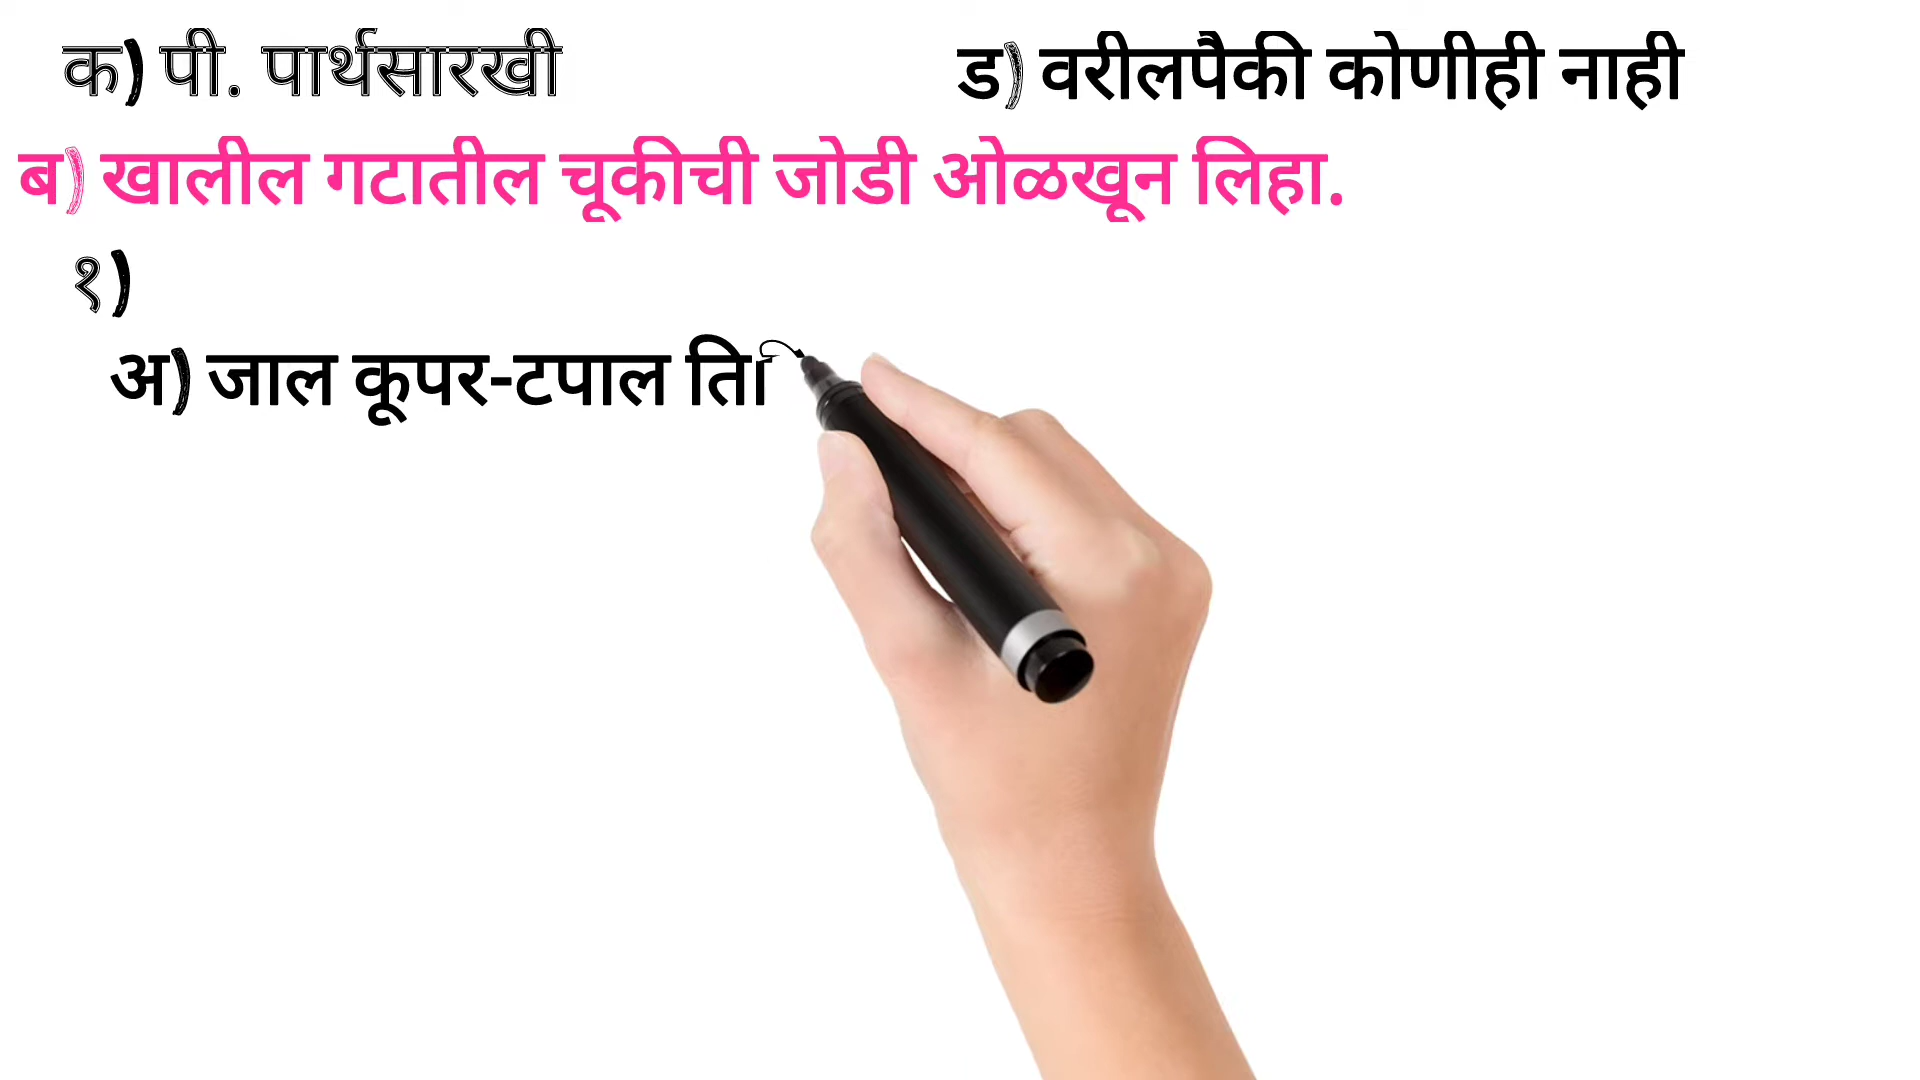 क) पी. पार्थसारखी ड) वरीलपैकी कोणीही नाही
ब) खालील गटातील चूकीची जोडी ओळखून लिहा.
१)
अ) जाल कूपर-टपाल